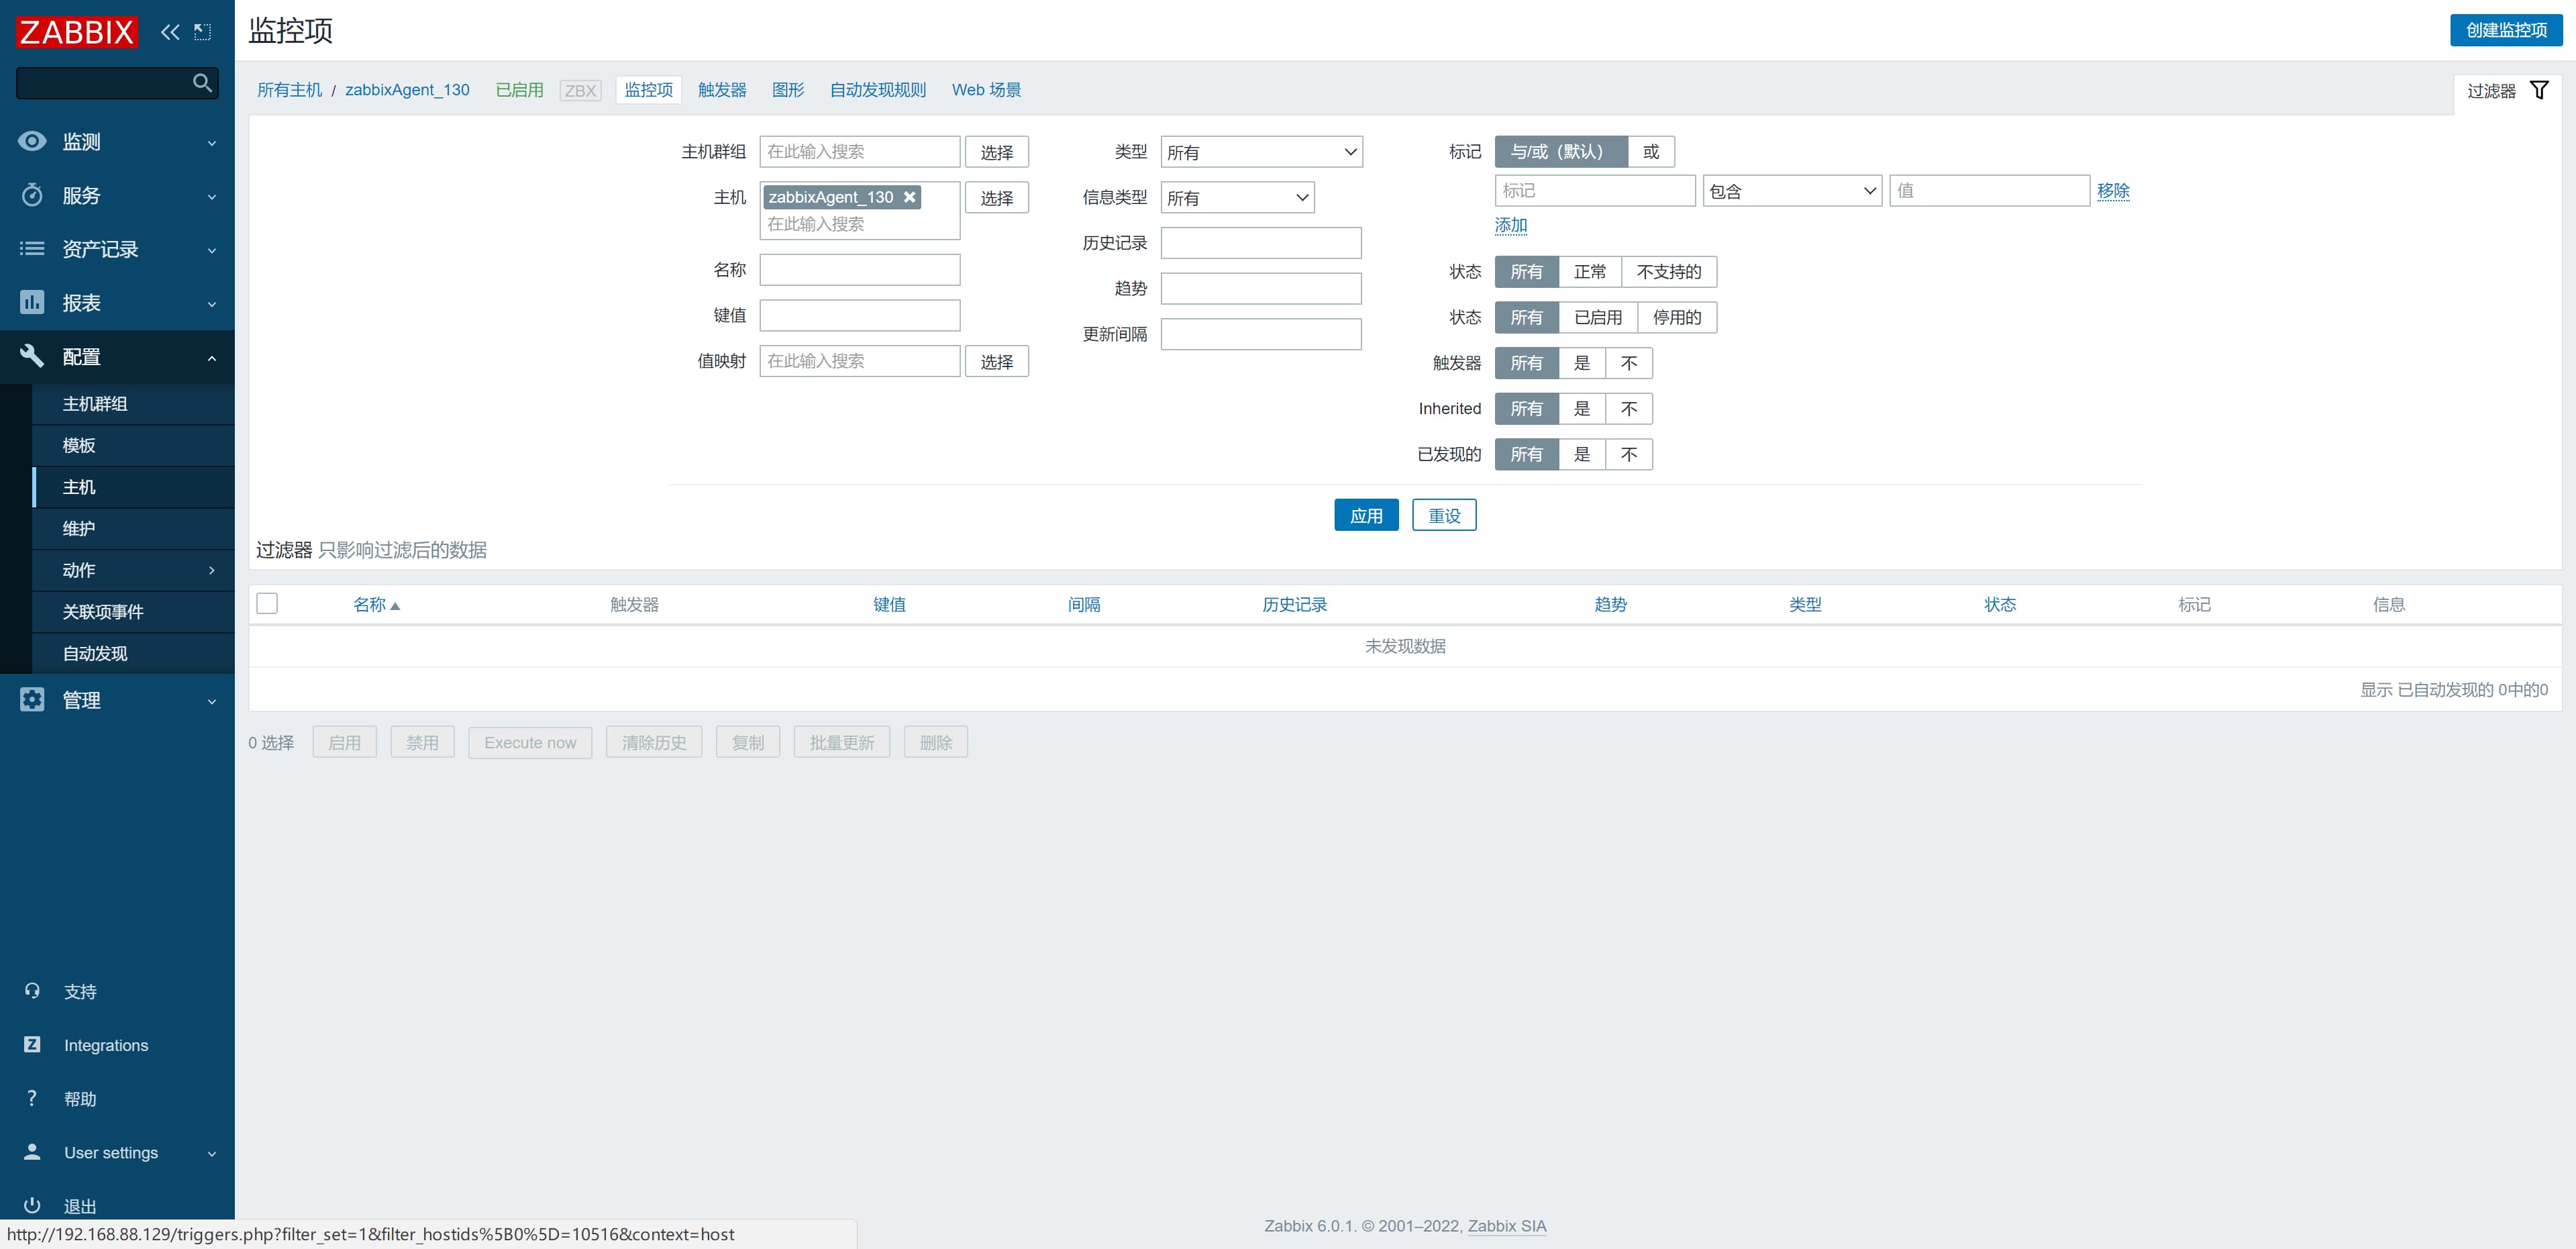 ZABBIX
监测
服务
资产记录
报表
配置
主机群组
模板
主机
维护
动作
关联项事件
自动发现
管理
支持
Integrations
帮助
User settings
退出
监控项
创建监控项
所有主机 / zabbixAgent_130 已启用 ZBX 监控项 触发器 图形 自动发现规则 Web 场景
过滤器
主机群组 在此输入搜索 选择
主机 zabbixAgent_130 选择
在此输入搜索
名称
键值
值映射 在此输入搜索 选择
类型 所有
信息类型 所有
历史记录
趋势
更新间隔
标记 与/或（默认） 或
标记 包含 值 移除
添加
状态 所有 正常 不支持的
状态 所有 已启用 停用的
触发器 所有 是 不
Inherited 所有 是 不
已发现的 所有 是 不
应用 重设
过滤器 只影响过滤后的数据
名称 触发器 键值 间隔 历史记录 趋势 类型 状态 标记 信息
未发现数据
显示 已自动发现的 0中的0
0 选择 启用 禁用 Execute now 清除历史 复制 批量更新 删除
Zabbix 6.0.1. © 2001–2022, Zabbix SIA
http://192.168.88.129/triggers.php?filter_set=1&filter_hostids%5B0%5D=10516&context=host